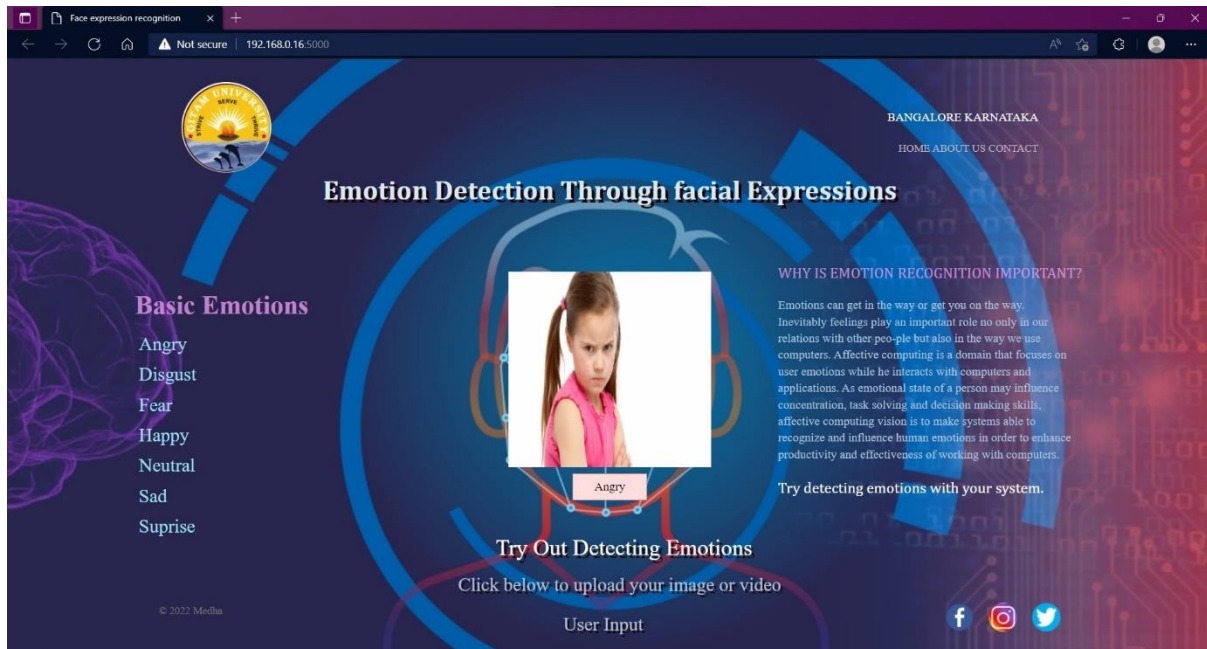 Face expression recognition
Not secure
192.168.0.16:5000
GITAM UNIVERSITY
SERVE
STRIVE
THRIVE
BANGALORE KARNATAKA
HOME ABOUT US CONTACT
Emotion Detection Through facial Expressions
Basic Emotions
Angry
Disgust
Fear
Happy
Neutral
Sad
Suprise
Angry
Try Out Detecting Emotions
Click below to upload your image or video
User Input
WHY IS EMOTION RECOGNITION IMPORTANT?
Emotions can get in the way or get you on the way.
Inevitably feelings play an important role no only in our
relations with other peo-ple but also in the way we use
computers. Affective computing is a domain that focuses on
user emotions while he interacts with computers and
applications. As emotional state of a person may influence
concentration, task solving and decision making skills,
affective computing vision is to make systems able to
recognize and influence human emotions in order to enhance
productivity and effectiveness of working with computers.
Try detecting emotions with your system.
© 2022 Medha